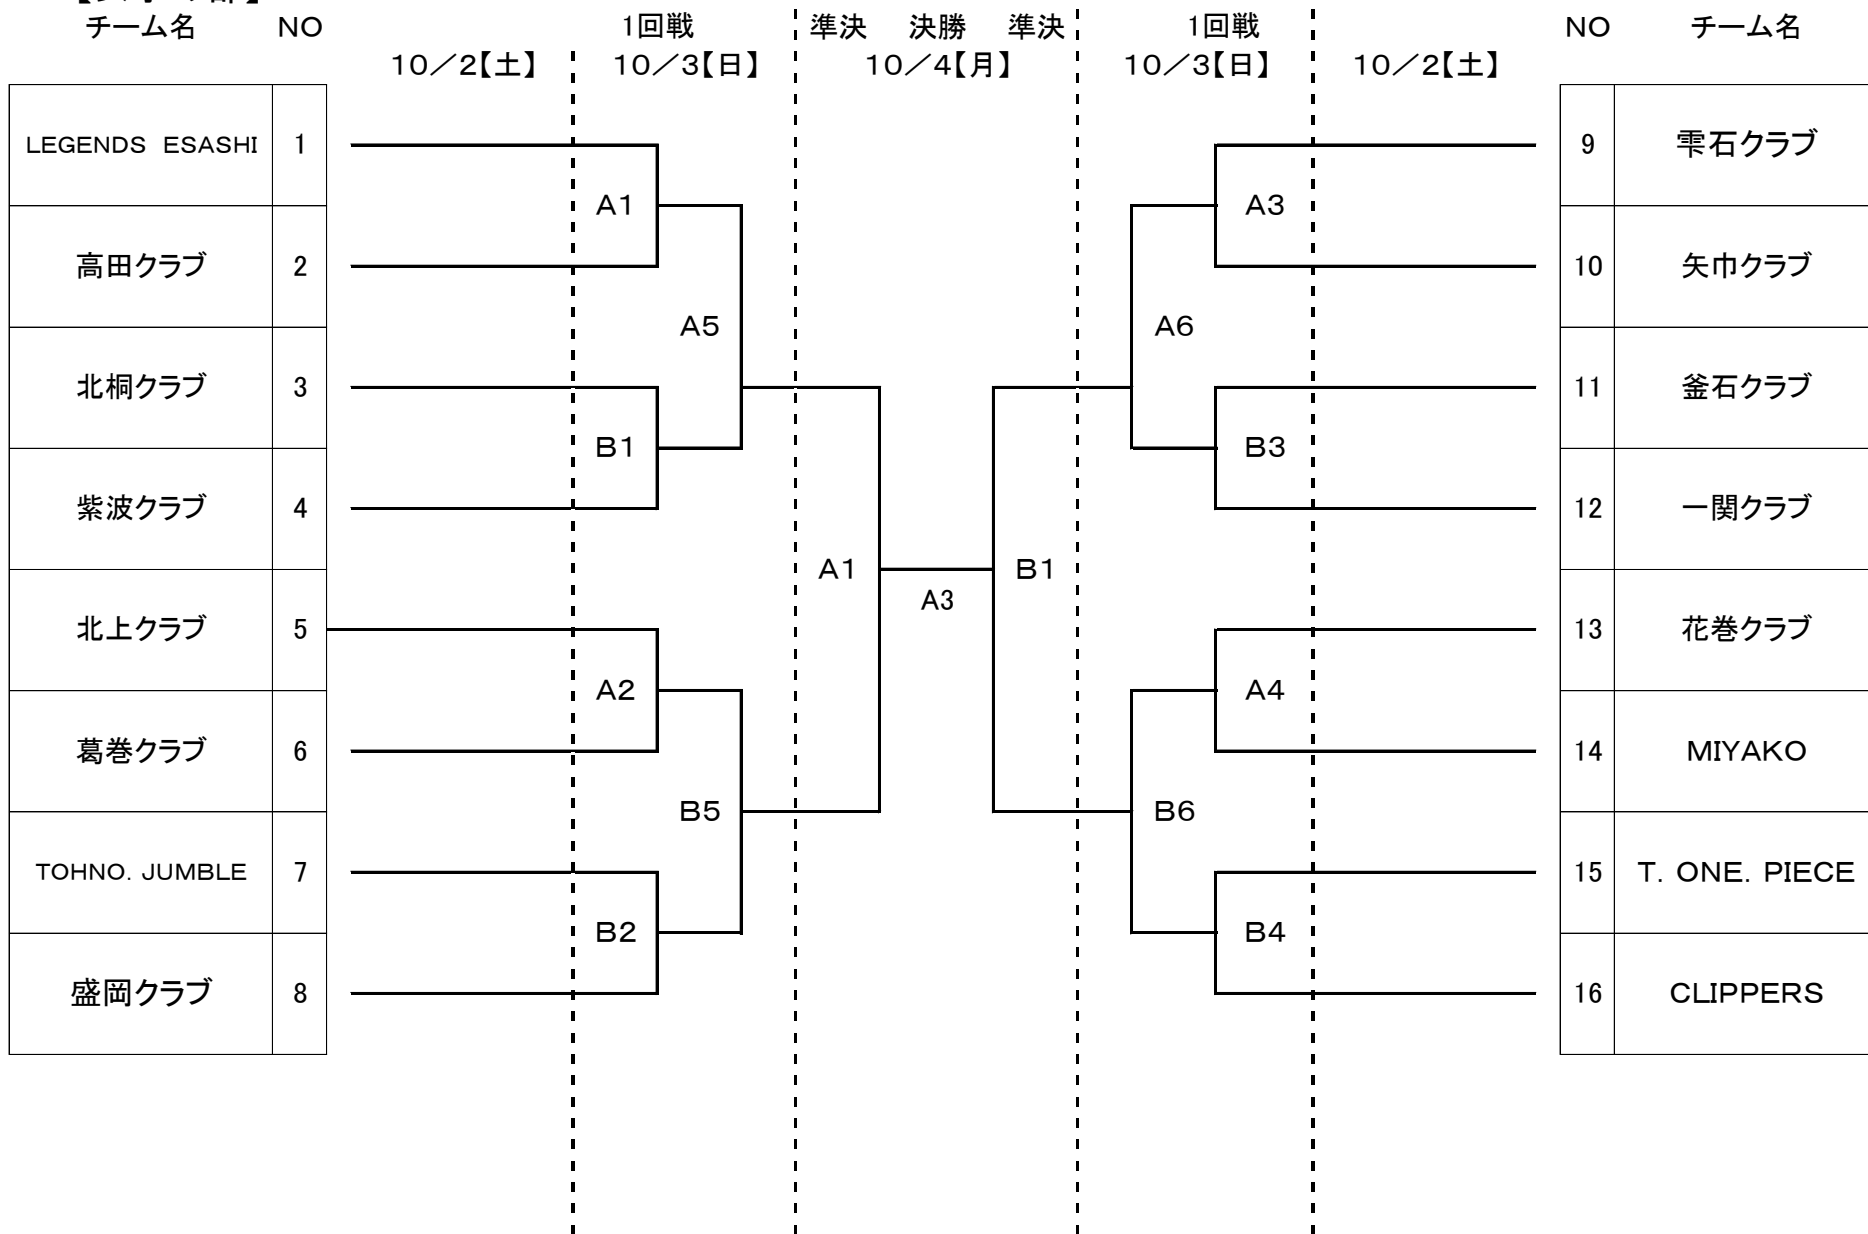 チーム名 NO 1回戦 準決 決勝 準決 1回戦 NO チーム名
10／2【土】 10／3【日】 10／4【月】 10／3【日】 10／2【土】
LEGENDS ESASHI 1 9 雫石クラブ
A1 A3
高田クラブ 2 10 矢巾クラブ
A5 A6
北桐クラブ 3 11 釜石クラブ
B1 B3
紫波クラブ 4 12 一関クラブ
A1 B1
A3
北上クラブ 5 13 花巻クラブ
A2 A4
葛巻クラブ 6 14 MIYAKO
B5 B6
TOHNO. JUMBLE 7 15 T. ONE. PIECE
B2 B4
盛岡クラブ 8 16 CLIPPERS